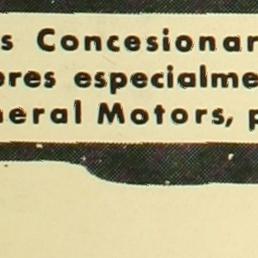 s Concesionar
ores especialme
neral Motors, p